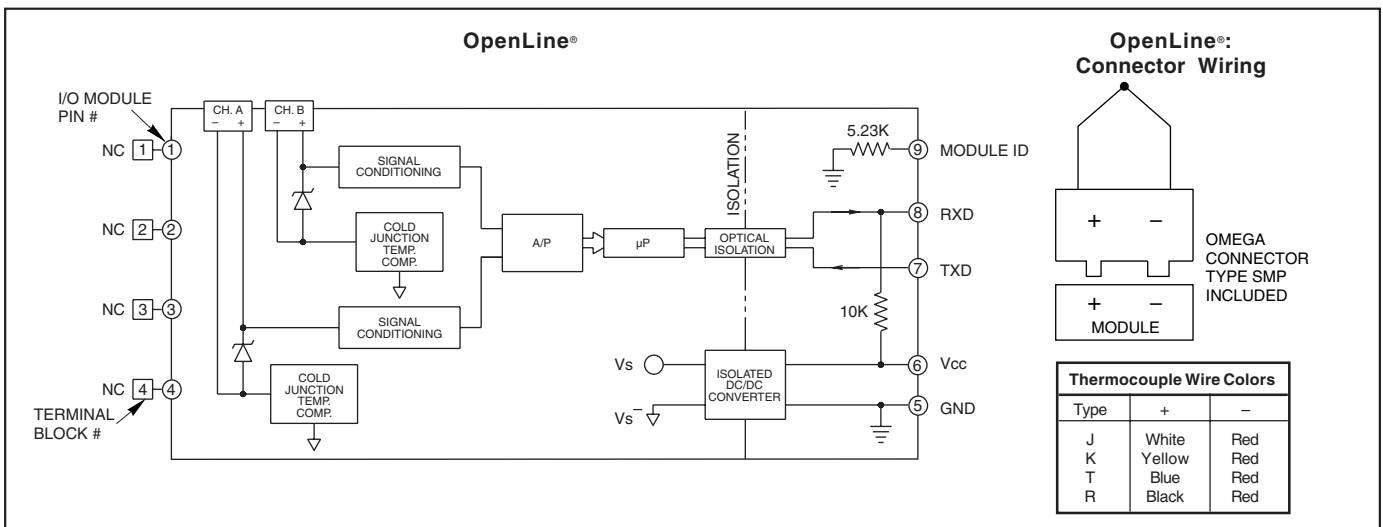 OpenLine®
OpenLine®:
Connector Wiring
I/O MODULE
PIN #
CH. A
– +
CH. B
– +
NC 1 1
NC 2 2
NC 3 3
NC 4 4
TERMINAL
BLOCK #
SIGNAL
CONDITIONING
COLD
JUNCTION
TEMP.
COMP.
SIGNAL
CONDITIONING
COLD
JUNCTION
TEMP.
COMP.
A/P
µP
ISOLATION
OPTICAL
ISOLATION
5.23K
9 MODULE ID
8 RXD
7 TXD
10K
Vs
Vs–
ISOLATED
DC/DC
CONVERTER
6 Vcc
5 GND
+ –
OMEGA
CONNECTOR
TYPE SMP
INCLUDED
+ –
MODULE
Thermocouple Wire Colors
Type + –
J White Red
K Yellow Red
T Blue Red
R Black Red